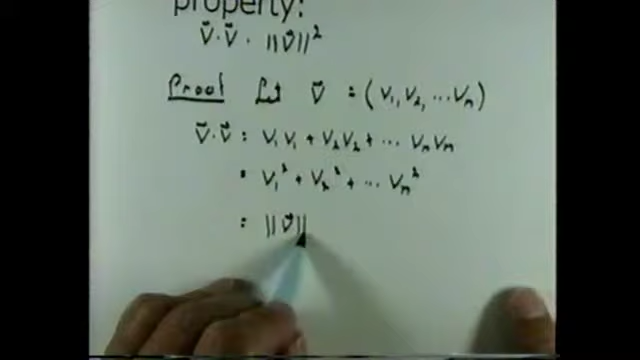 property:
v⃗·v⃗ = ||v⃗||²
Proof Let v⃗ = (v₁, v₂, ... vₙ)
v⃗·v⃗ = v₁v₁ + v₂v₂ + ... vₙvₙ
= v₁² + v₂² + ... vₙ²
= ||v⃗||